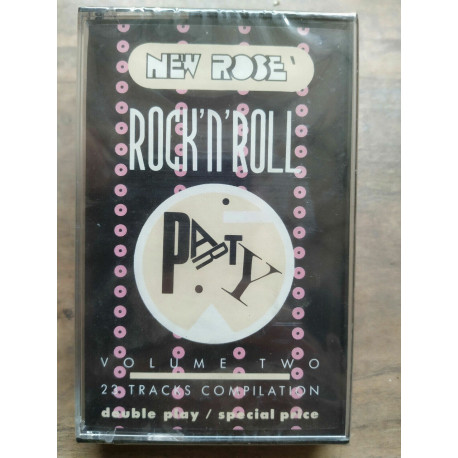 NEW ROSE
ROCK'N'ROLL
PARTY
VOLUME TWO
23 TRACKS COMPILATION
double play / special price